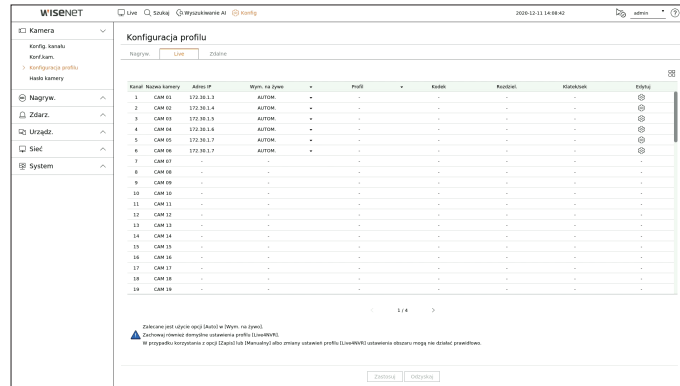 WISENET
Live Szukaj Wyszukiwanie AI Konfig 2020-12-11 14:08:42 admin
Kamera
Konfig. kanału
Konf.kam.
> Konfiguracja profilu
Hasło kamery
Nagryw.
Zdarz.
Urządz.
Sieć
System
Konfiguracja profilu
Nagryw. Live Zdalne
Kanał Nazwa kamery Adres IP Wym. na żywo Profil Kodek Rozdziel. Klatek/sek Edytuj
1 CAM 01 172.30.1.3 AUTOM. - - - -
2 CAM 02 172.30.1.4 AUTOM. - - - -
3 CAM 03 172.30.1.5 AUTOM. - - - -
4 CAM 04 172.30.1.6 AUTOM. - - - -
5 CAM 05 172.30.1.7 AUTOM. - - - -
6 CAM 06 172.30.1.7 AUTOM. - - - -
7 CAM 07 - - - - - - -
8 CAM 08 - - - - - - -
9 CAM 09 - - - - - - -
10 CAM 10 - - - - - - -
11 CAM 11 - - - - - - -
12 CAM 12 - - - - - - -
13 CAM 13 - - - - - - -
14 CAM 14 - - - - - - -
15 CAM 15 - - - - - - -
16 CAM 16 - - - - - - -
17 CAM 17 - - - - - - -
18 CAM 18 - - - - - - -
19 CAM 19 - - - - - - -
1 / 4 >
Zalecane jest użycie opcji [Auto] w [Wym. na żywo].
Zachowaj również domyślne ustawienia profilu [Live4NVR].
W przypadku korzystania z opcji [Zapis] lub [Manualny] albo zmiany ustawień profilu [Live4NVR] ustawienia obszaru mogą nie działać prawidłowo.
Zastosuj Odzyskaj